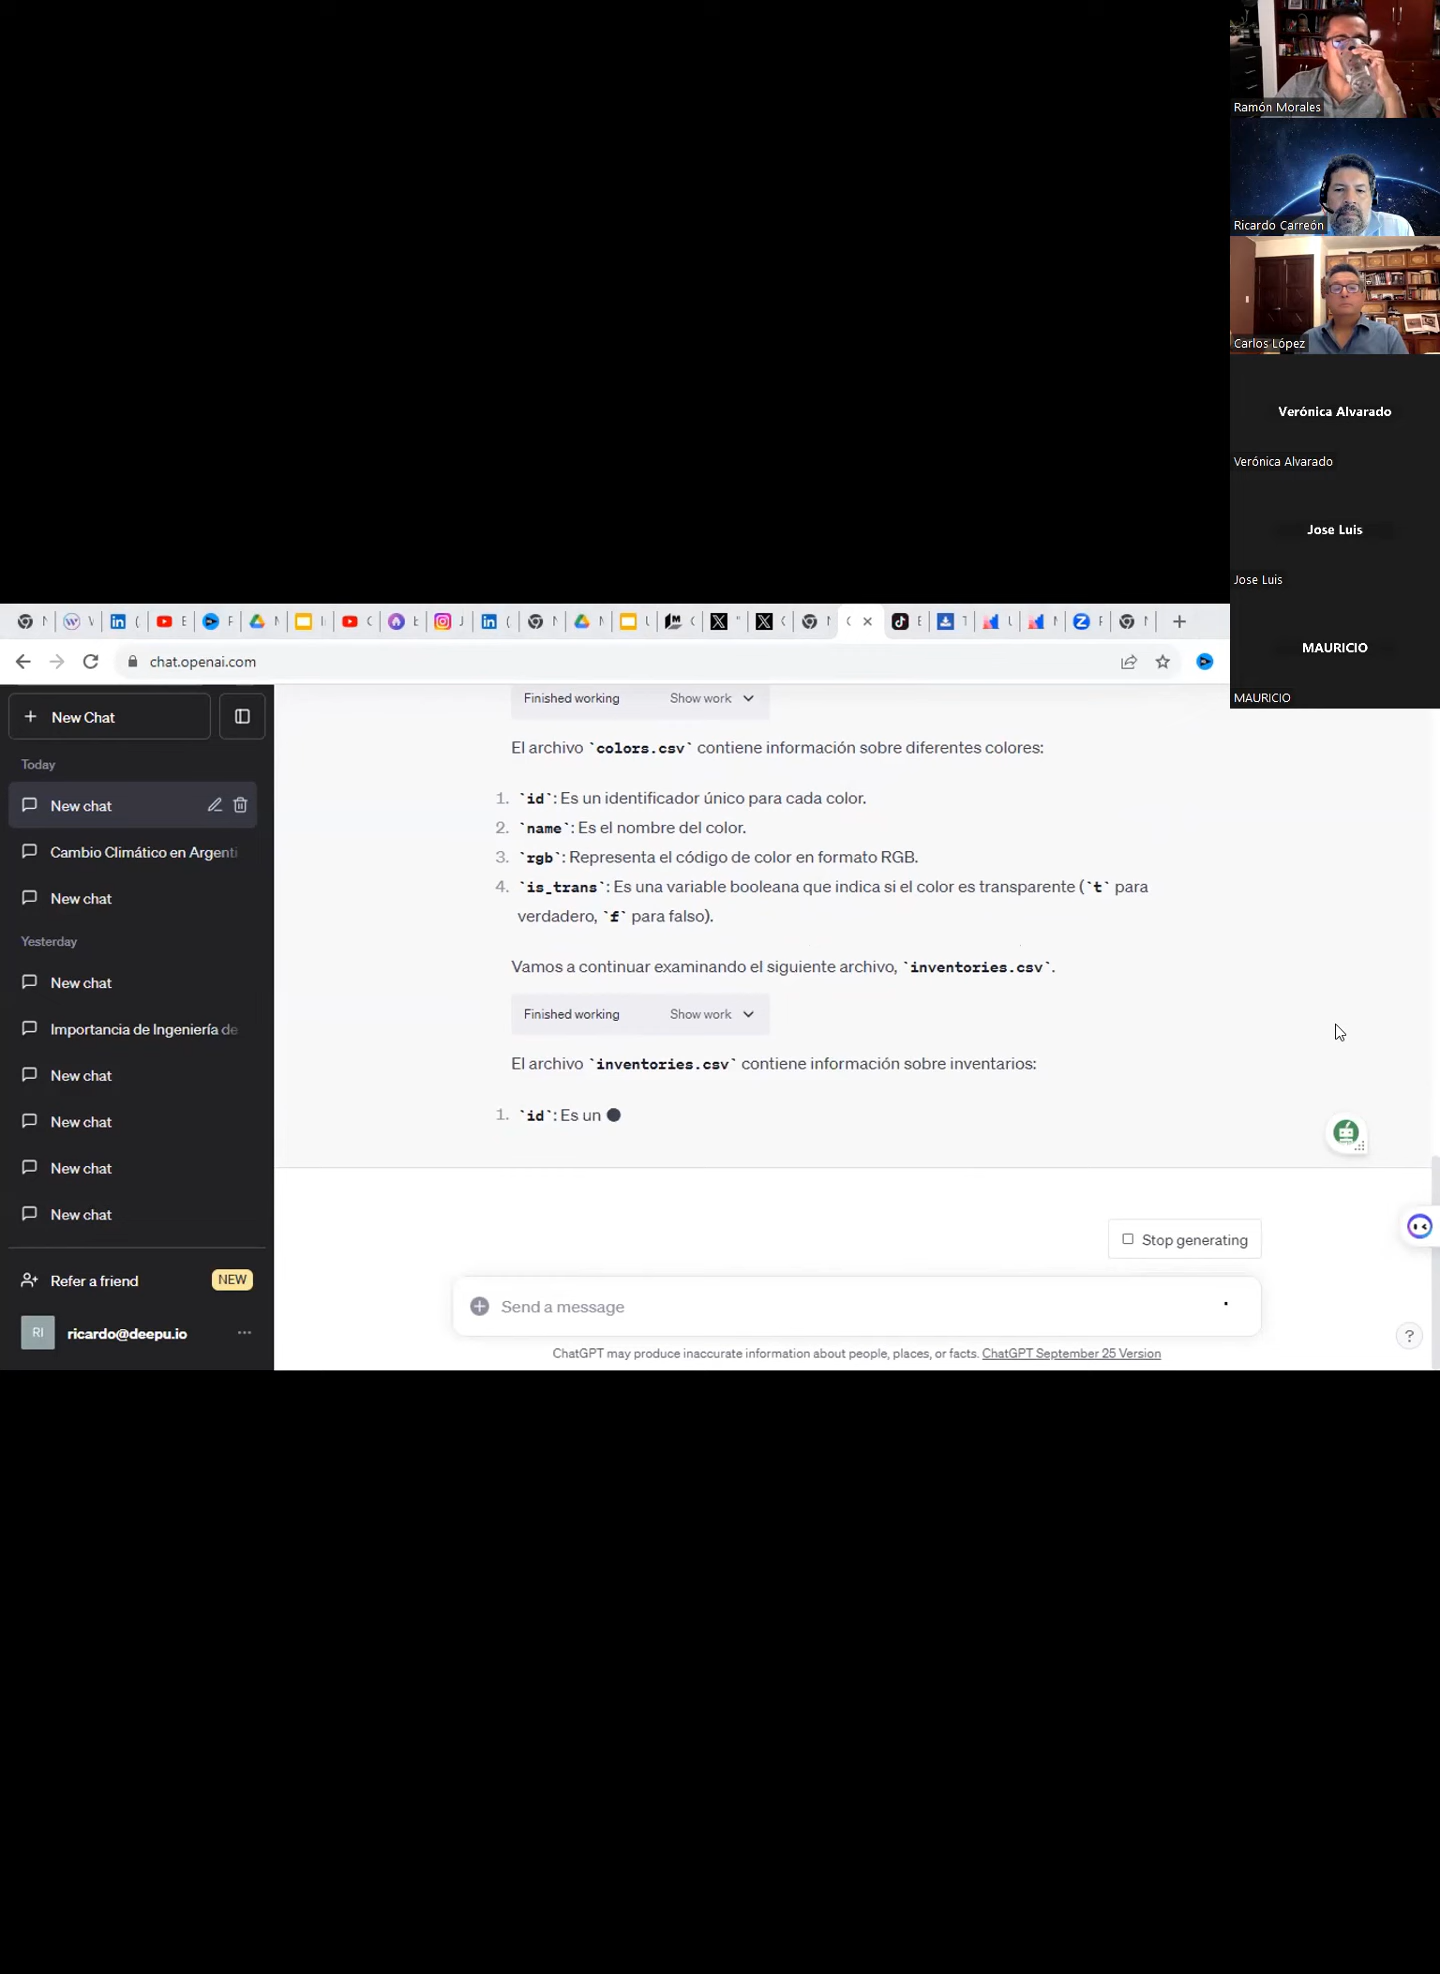 Ramón Morales
Ricardo Carreón
Carlos López
Verónica Alvarado
Verónica Alvarado
Jose Luis
Jose Luis
MAURICIO
MAURICIO
chat.openai.com
New Chat
Today
New chat
Cambio Climático en Argenti
New chat
Yesterday
New chat
Importancia de Ingeniería de
New chat
New chat
New chat
New chat
Refer a friend NEW
RI ricardo@deepu.io
Finished working Show work
El archivo `colors.csv` contiene información sobre diferentes colores:
1. `id`: Es un identificador único para cada color.
2. `name`: Es el nombre del color.
3. `rgb`: Representa el código de color en formato RGB.
4. `is_trans`: Es una variable booleana que indica si el color es transparente (`t` para
verdadero, `f` para falso).
Vamos a continuar examinando el siguiente archivo, `inventories.csv`.
Finished working Show work
El archivo `inventories.csv` contiene información sobre inventarios:
1. `id`: Es un
Stop generating
Send a message
ChatGPT may produce inaccurate information about people, places, or facts. ChatGPT September 25 Version
?